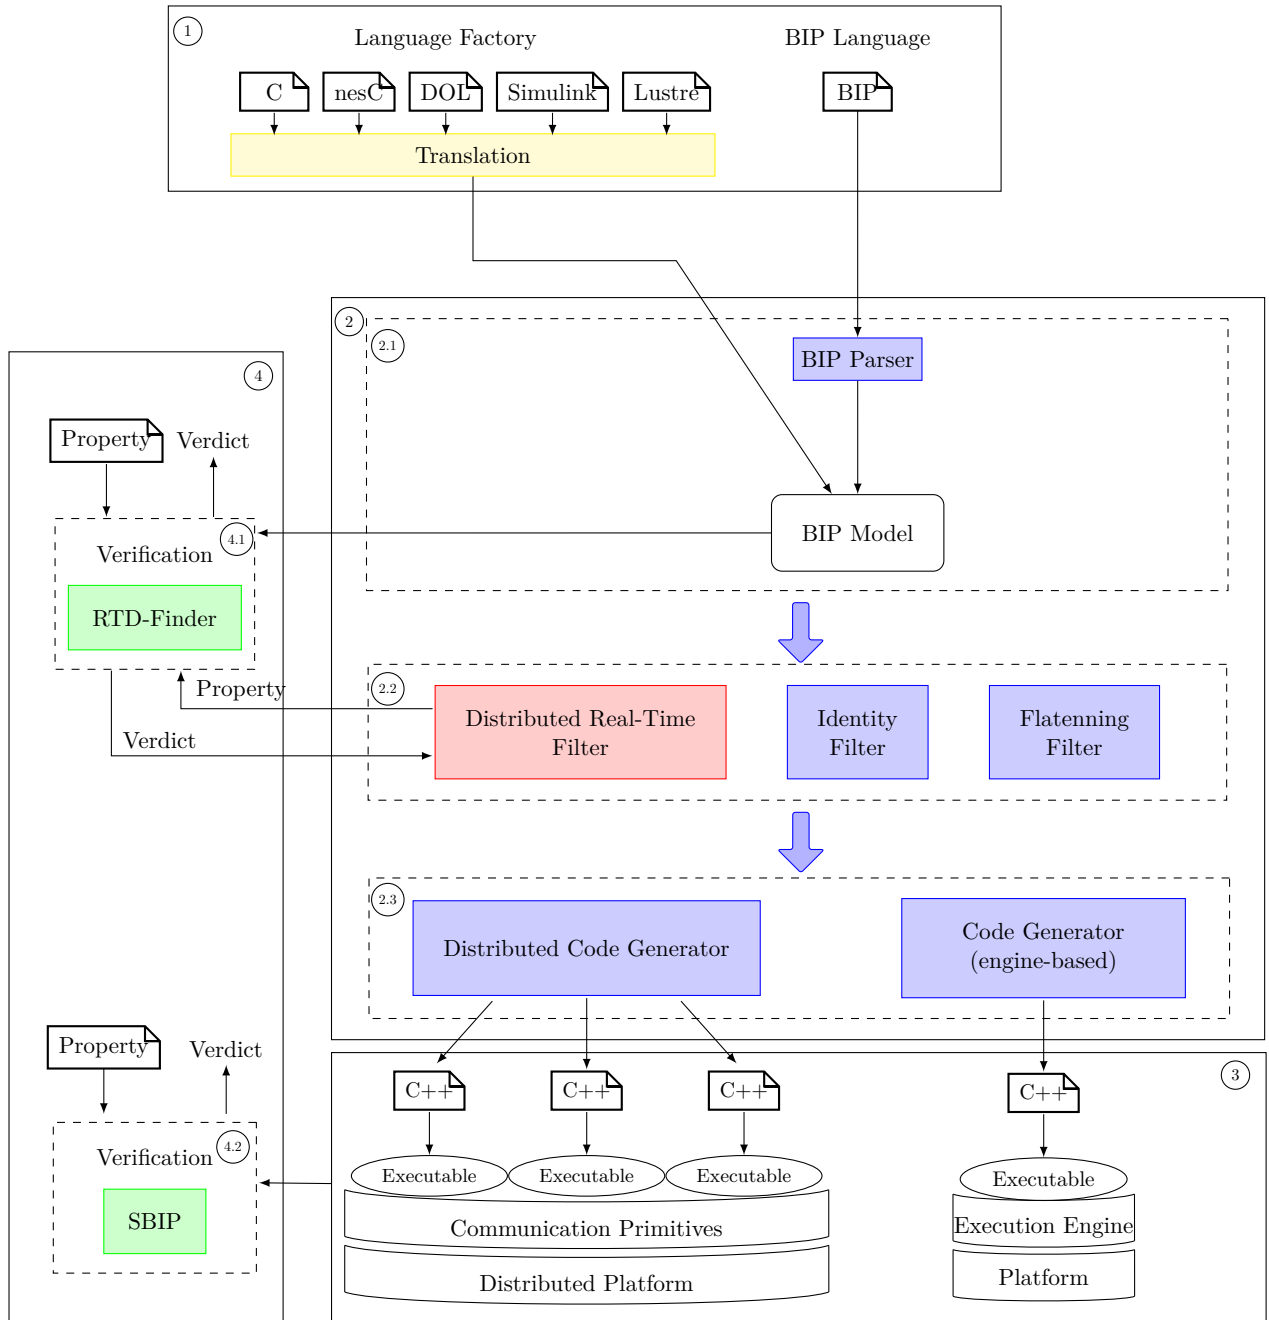 1
Language Factory
BIP Language
C
nesC
DOL
Simulink
Lustre
BIP
Translation
2
2.1
BIP Parser
BIP Model
4
Property
Verdict
4.1
Verification
RTD-Finder
Property
Verdict
2.2
Distributed Real-Time
Filter
Identity
Filter
Flatenning
Filter
2.3
Distributed Code Generator
Code Generator
(engine-based)
Property
Verdict
4.2
Verification
SBIP
3
C++
C++
C++
C++
Executable
Executable
Executable
Executable
Communication Primitives
Execution Engine
Distributed Platform
Platform